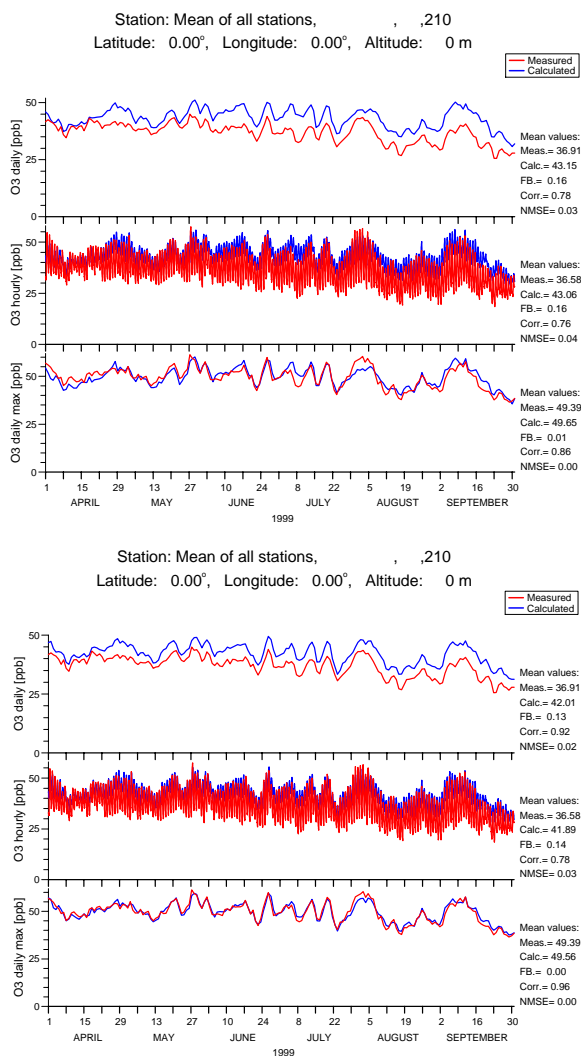 Station: Mean of all stations, , ,210
Latitude: 0.00°, Longitude: 0.00°, Altitude: 0 m
Measured
Calculated
O3 daily [ppb]
50
25
0
Mean values:
Meas.= 36.91
Calc.= 43.15
FB.= 0.16
Corr.= 0.78
NMSE= 0.03
O3 hourly [ppb]
50
25
0
Mean values:
Meas.= 36.58
Calc.= 43.06
FB.= 0.16
Corr.= 0.76
NMSE= 0.04
O3 daily max [ppb]
50
25
0
Mean values:
Meas.= 49.39
Calc.= 49.65
FB.= 0.01
Corr.= 0.86
NMSE= 0.00
1 15 29 13 27 10 24 8 22 5 19 2 16 30
APRIL MAY JUNE JULY AUGUST SEPTEMBER
1999
Station: Mean of all stations, , ,210
Latitude: 0.00°, Longitude: 0.00°, Altitude: 0 m
Measured
Calculated
O3 daily [ppb]
50
25
0
Mean values:
Meas.= 36.91
Calc.= 42.01
FB.= 0.13
Corr.= 0.92
NMSE= 0.02
O3 hourly [ppb]
50
25
0
Mean values:
Meas.= 36.58
Calc.= 41.89
FB.= 0.14
Corr.= 0.78
NMSE= 0.03
O3 daily max [ppb]
50
25
0
Mean values:
Meas.= 49.39
Calc.= 49.56
FB.= 0.00
Corr.= 0.96
NMSE= 0.00
1 15 29 13 27 10 24 8 22 5 19 2 16 30
APRIL MAY JUNE JULY AUGUST SEPTEMBER
1999